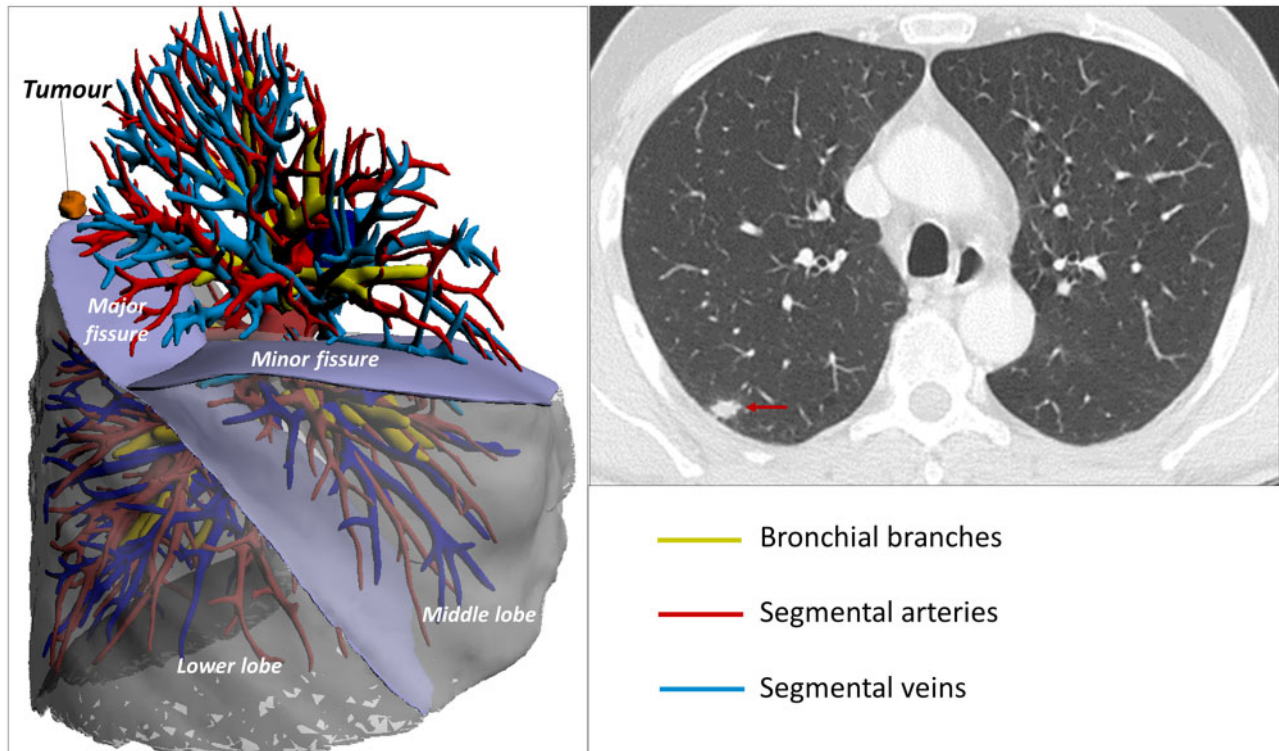 Tumour
Major
fissure
Minor fissure
Middle lobe
Lower lobe
Bronchial branches
Segmental arteries
Segmental veins